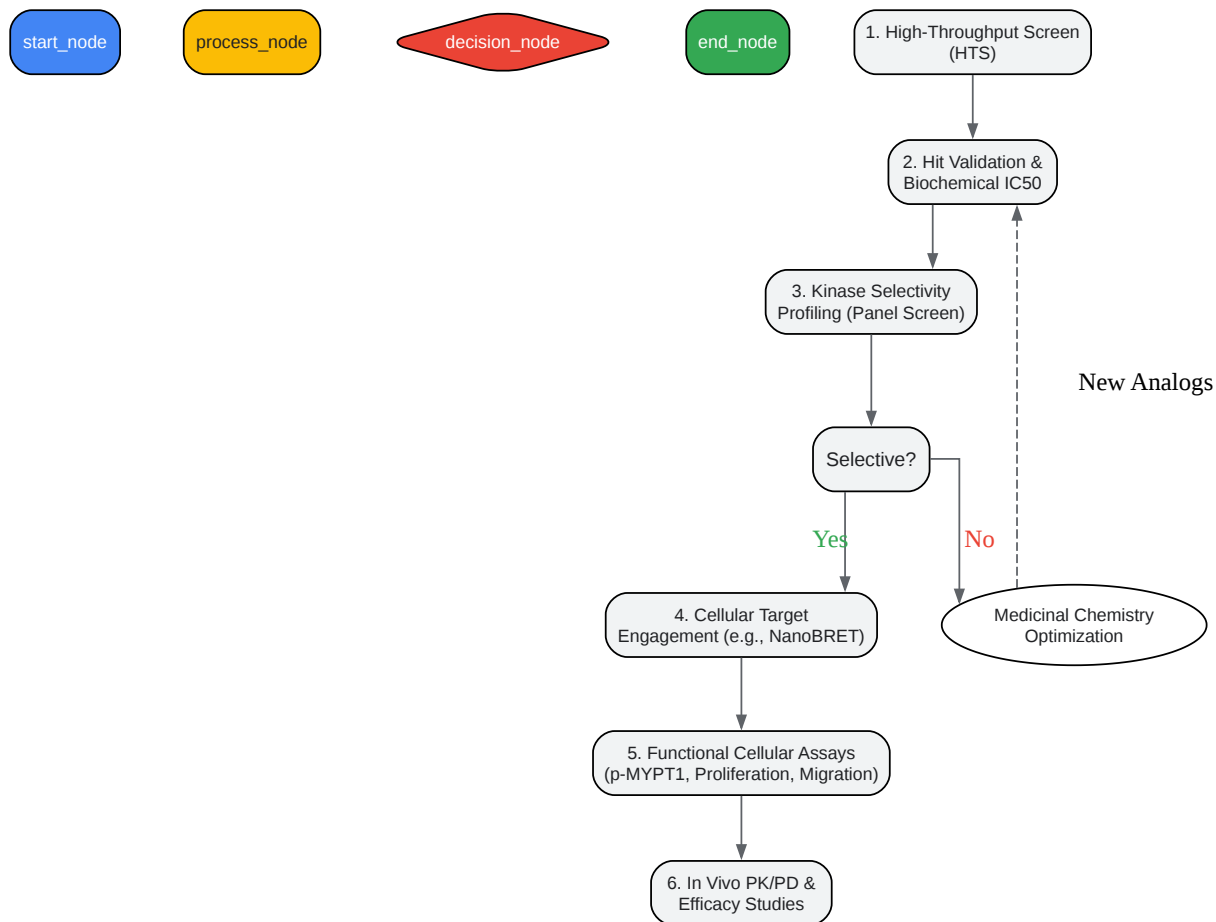 start_node
process_node
decision_node
end_node
1. High-Throughput Screen
(HTS)
2. Hit Validation &
Biochemical IC50
3. Kinase Selectivity
Profiling (Panel Screen)
New Analogs
Selective?
Yes
No
4. Cellular Target
Engagement (e.g., NanoBRET)
Medicinal Chemistry
Optimization
5. Functional Cellular Assays
(p-MYPT1, Proliferation, Migration)
6. In Vivo PK/PD &
Efficacy Studies